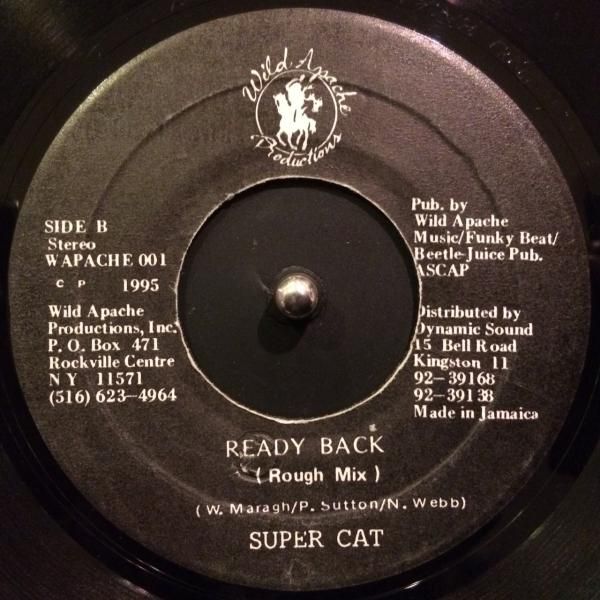 Wild Apache
Productions
SIDE B
Stereo
WAPACHE 001
C P 1995
Wild Apache
Productions, Inc.
P. O. Box 471
Rockville Centre
N Y 11571
(516) 623-4964
Pub. by
Wild Apache
Music/Funky Beat/
Beetle-Juice Pub.
ASCAP
Distributed by
Dynamic Sound
15 Bell Road
Kingston 11
92-39168
92-39138
Made in Jamaica
READY BACK
( Rough Mix )
( W. Maragh/P. Sutton/N. Webb)
SUPER CAT